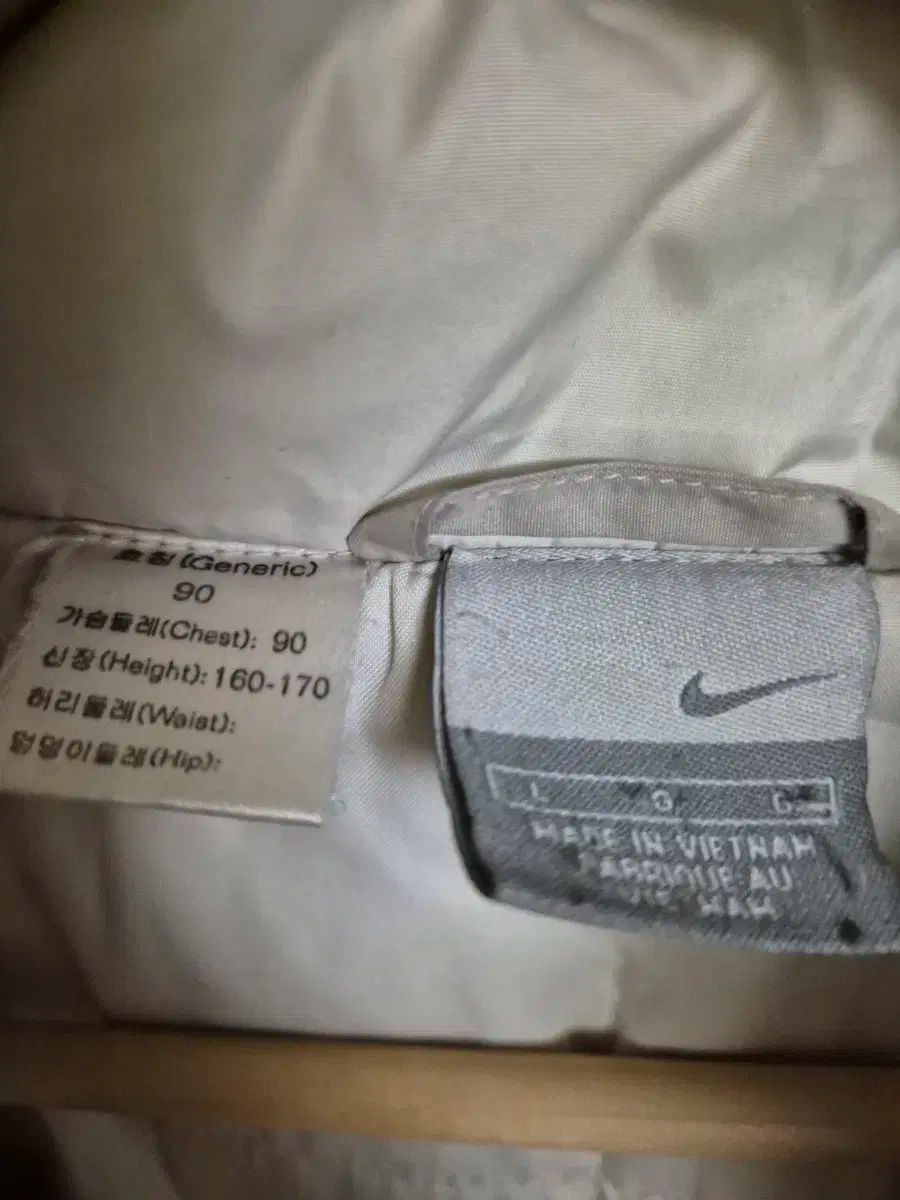 호칭 (Generic)
90
가슴둘레(Chest): 90
신장(Height):160-170
허리둘레(Waist):
엉덩이둘레(Hip):
L G G
MADE IN VIETNAM
FABRIQUE AU
VIETNAM